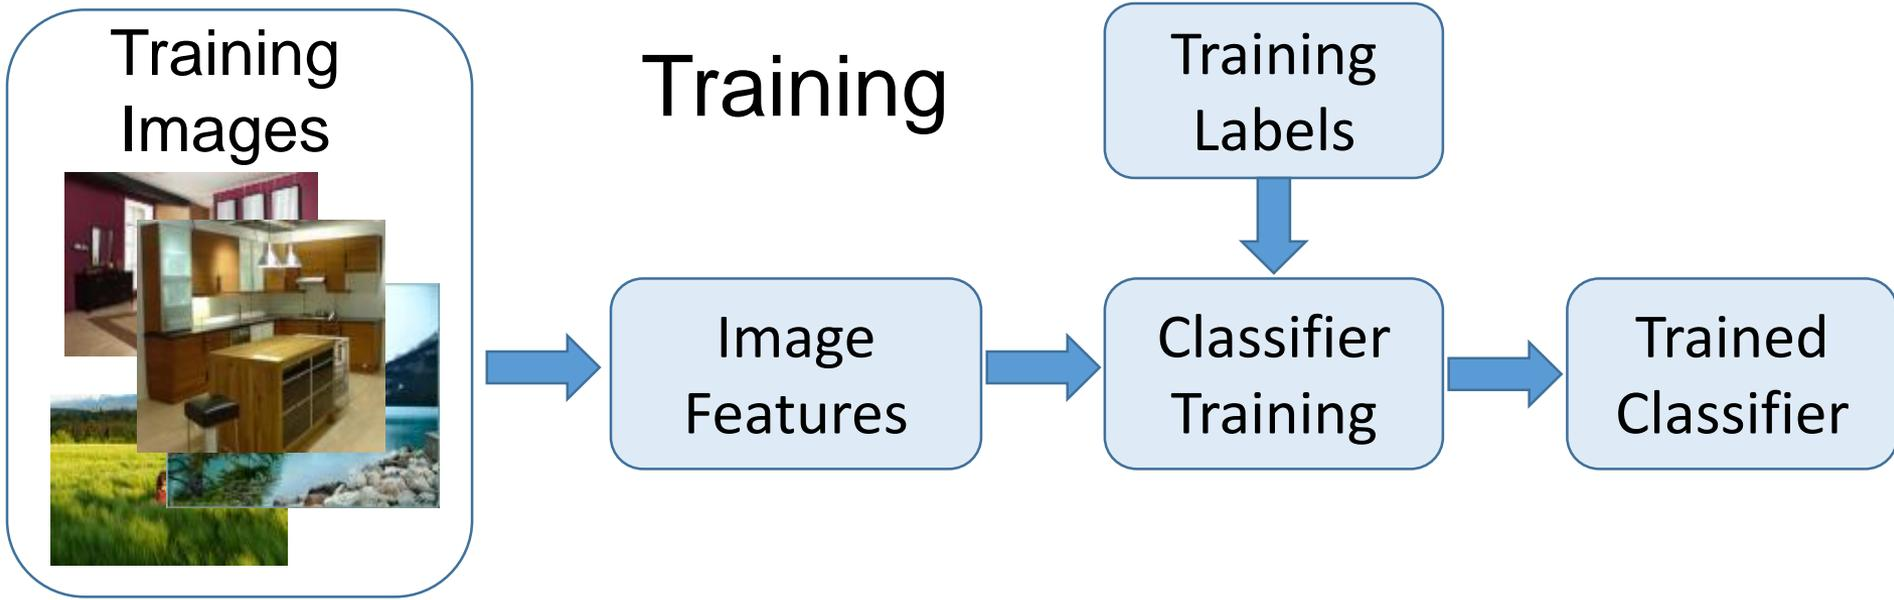 Training
Images
Training
Training
Labels
Image
Features
Classifier
Training
Trained
Classifier